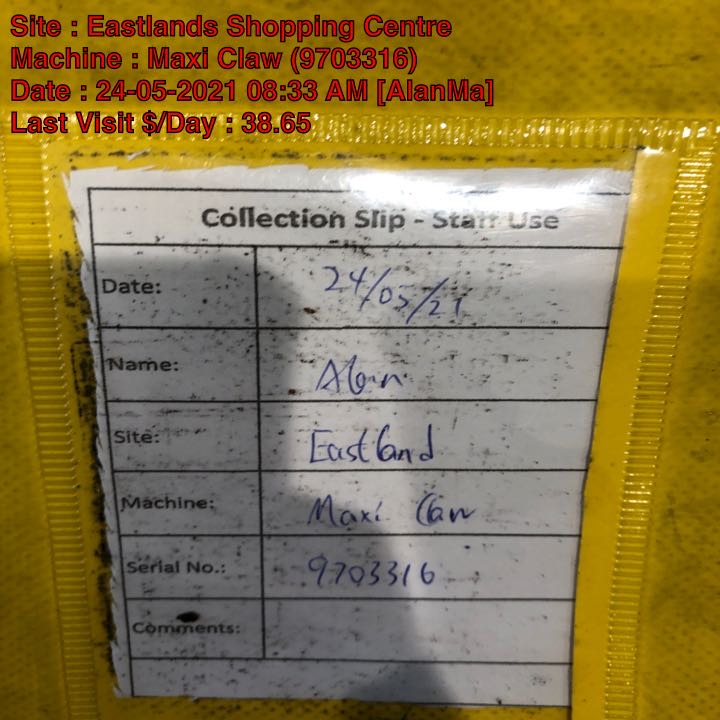 Site : Eastlands Shopping Centre
Machine : Maxi Claw (9703316)
Date : 24-05-2021 08:33 AM [AlanMa]
Last Visit $/Day : 38.65
Collection Slip - Staff Use
Date: 24/05/21
Name: Alan
Site: Eastland
Machine: Maxi Claw
Serial No.: 9703316
Comments: